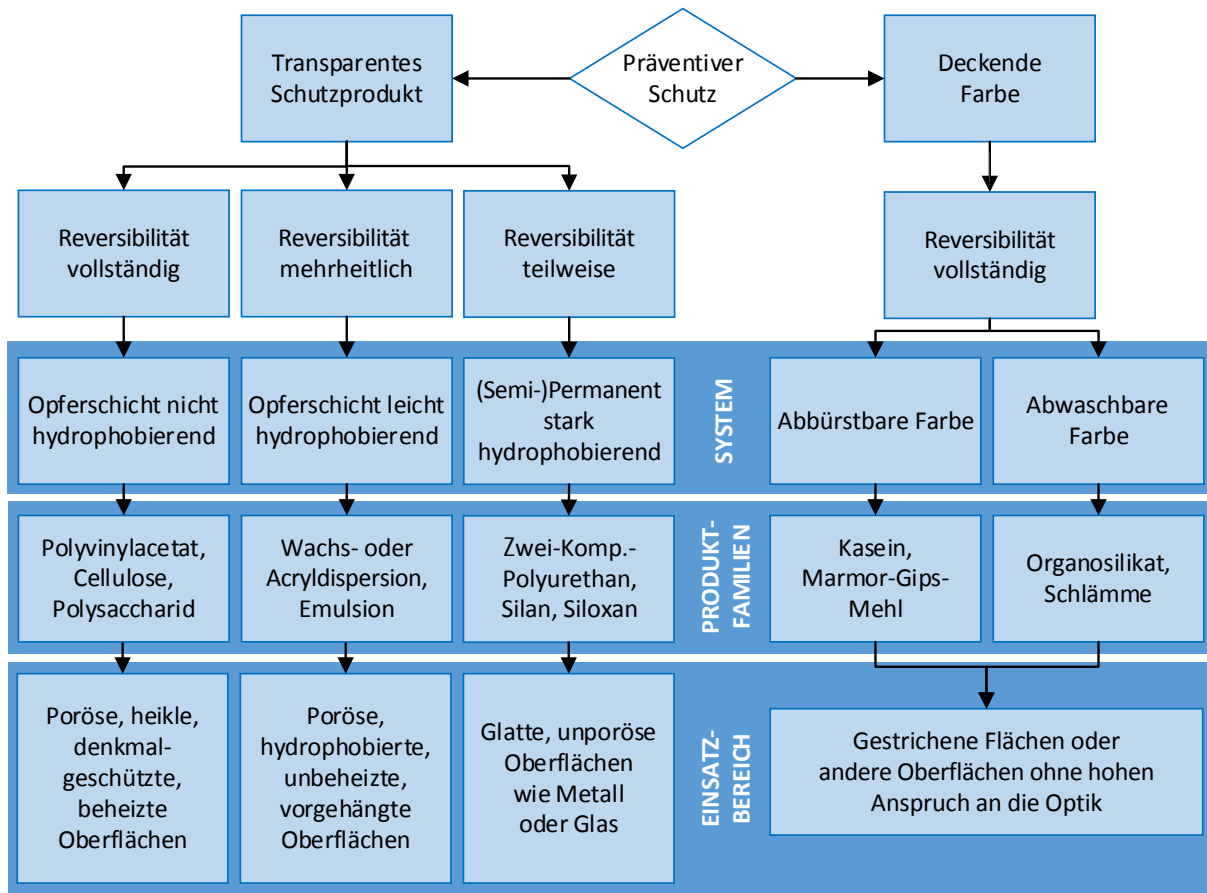 Transparentes
Schutzprodukt
Präventiver
Schutz
Deckende
Farbe
Reversibilität
vollständig
Reversibilität
mehrheitlich
Reversibilität
teilweise
Reversibilität
vollständig
Opferschicht nicht
hydrophobierend
Opferschicht leicht
hydrophobierend
(Semi-)Permanent
stark
hydrophobierend
SYSTEM
Abbürstbare Farbe
Abwaschbare
Farbe
Polyvinylacetat,
Cellulose,
Polysaccharid
Wachs- oder
Acryldispersion,
Emulsion
Zwei-Komp.-
Polyurethan,
Silan, Siloxan
PRODUKT-
FAMILIEN
Kasein,
Marmor-Gips-
Mehl
Organosilikat,
Schlämme
Poröse, heikle,
denkmal-
geschützte,
beheizte
Oberflächen
Poröse,
hydrophobierte,
unbeheizte,
vorgehängte
Oberflächen
Glatte, unporöse
Oberflächen
wie Metall
oder Glas
EINSATZ-
BEREICH
Gestrichene Flächen oder
andere Oberflächen ohne hohen
Anspruch an die Optik